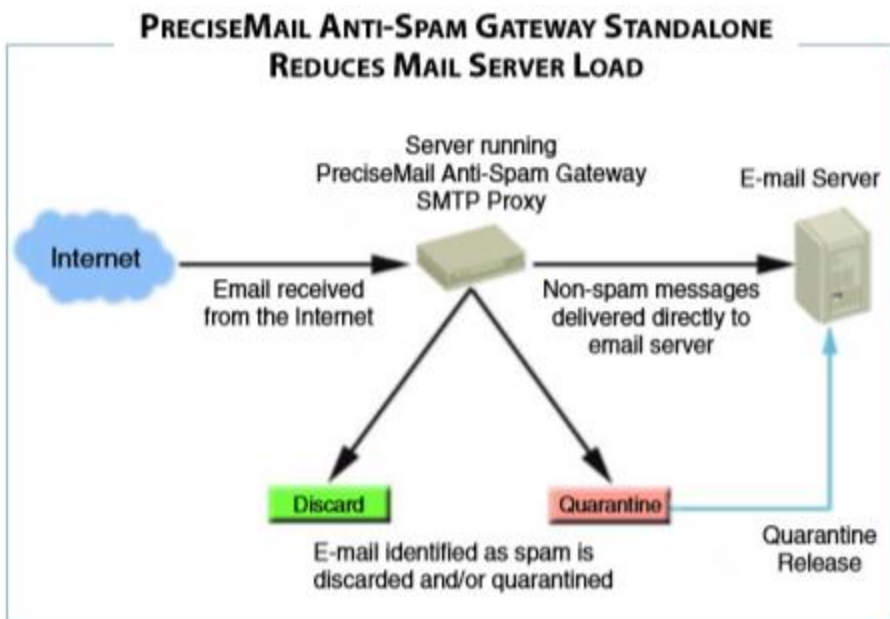 PRECISEMAIL ANTI-SPAM GATEWAY STANDALONE
REDUCES MAIL SERVER LOAD
Server running
PreciseMail Anti-Spam Gateway
SMTP Proxy
E-mail Server
Internet
Email received
from the Internet
Non-spam messages
delivered directly to
email server
Discard
Quarantine
E-mail identified as spam is
discarded and/or quarantined
Quarantine
Release